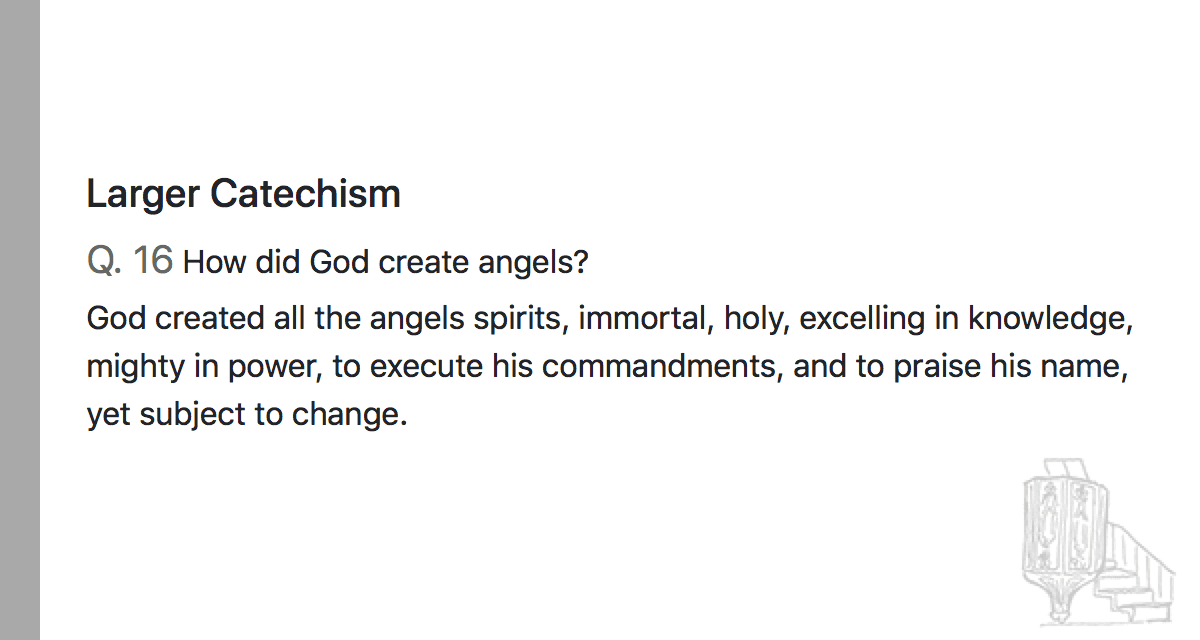 Larger Catechism
Q. 16 How did God create angels?
God created all the angels spirits, immortal, holy, excelling in knowledge,
mighty in power, to execute his commandments, and to praise his name,
yet subject to change.